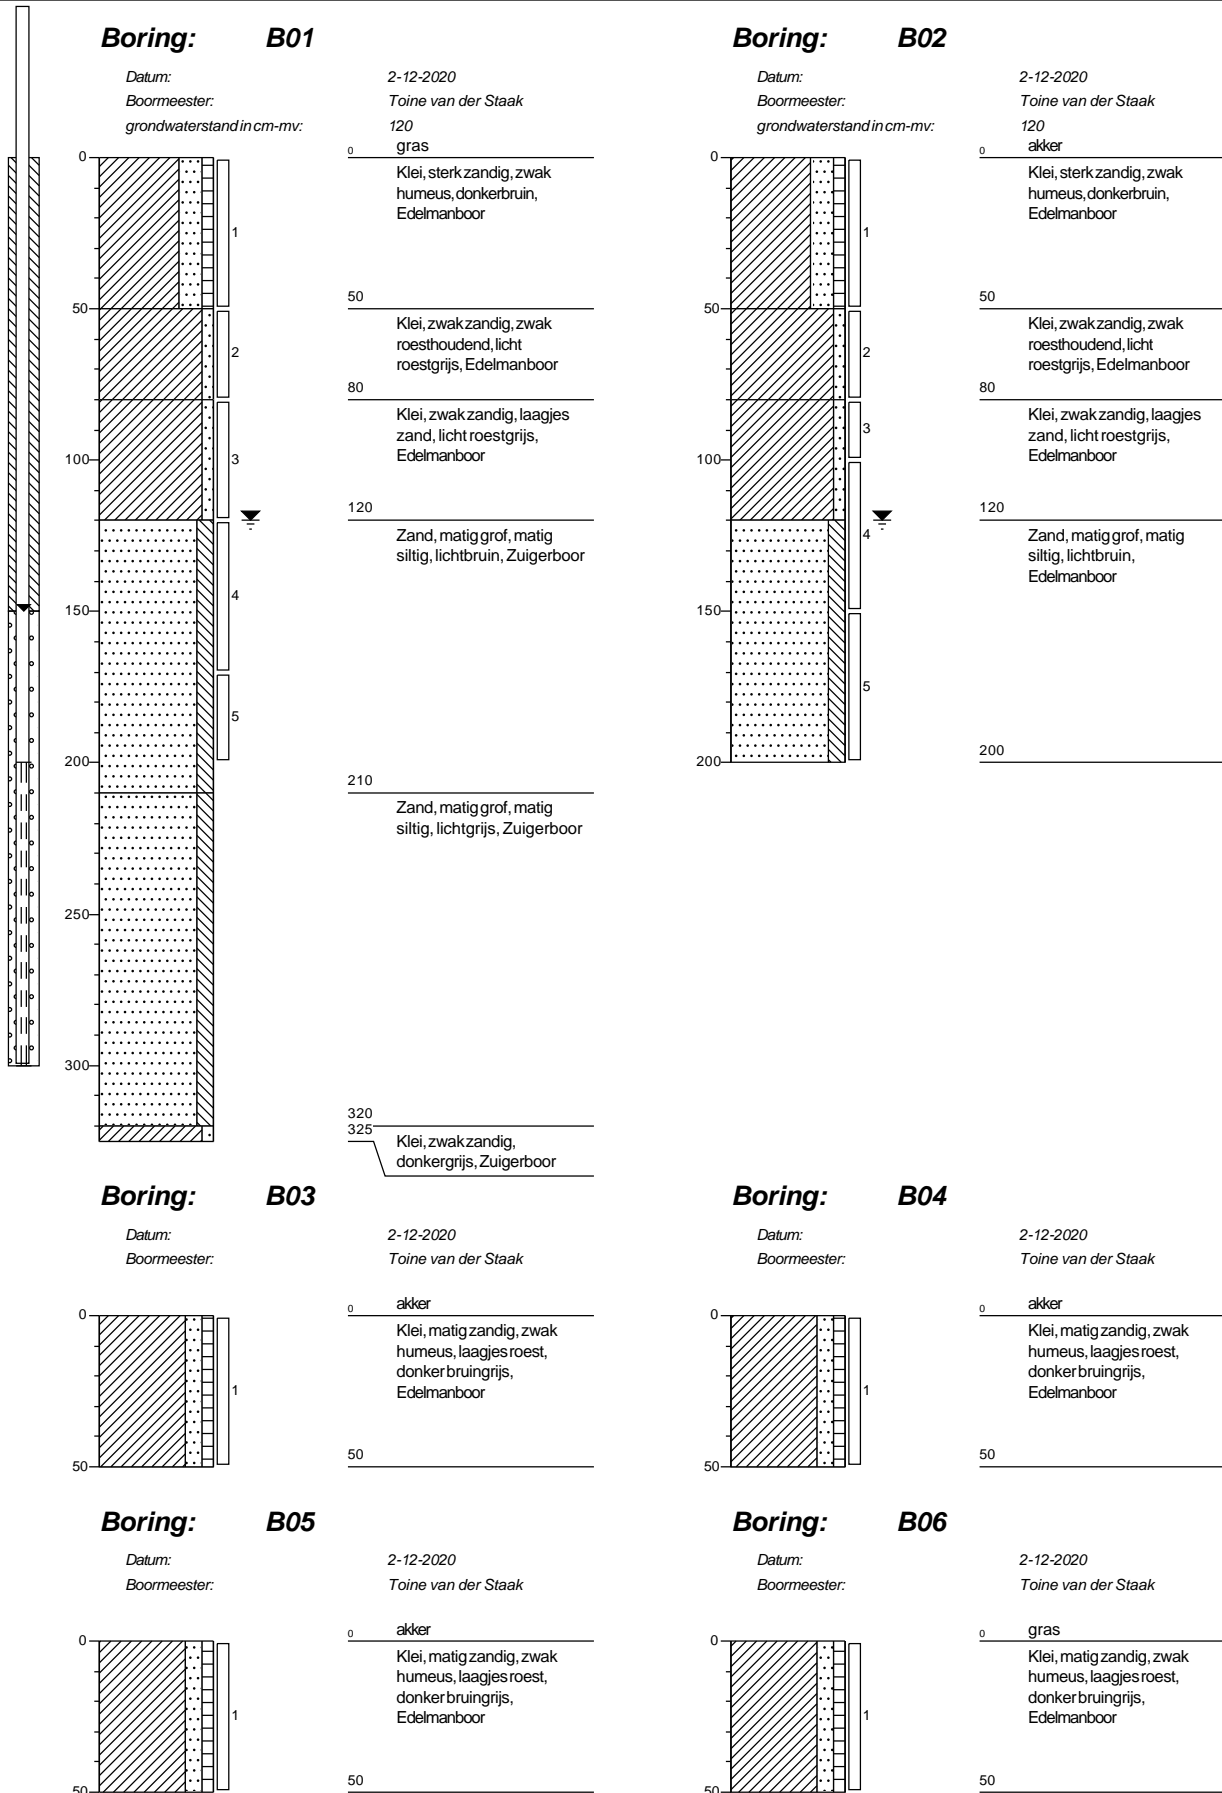 Boring: B01
Datum: 2-12-2020
Boormeester: Toine van der Staak
grondwaterstand in cm-mv: 120
0 gras
0
Klei, sterk zandig, zwak
humeus, donkerbruin,
Edelmanboor
1
50
50
Klei, zwak zandig, zwak
roesthoudend, licht
roestgrijs, Edelmanboor
2
80
Klei, zwak zandig, laagjes
zand, licht roestgrijs,
Edelmanboor
100
3
120
Zand, matig grof, matig
siltig, lichtbruin, Zuigerboor
4
150
5
200
210
Zand, matig grof, matig
siltig, lichtgrijs, Zuigerboor
250
300
320
325
Klei, zwak zandig,
donkergrijs, Zuigerboor
Boring: B02
Datum: 2-12-2020
Boormeester: Toine van der Staak
grondwaterstand in cm-mv: 120
0 akker
0
Klei, sterk zandig, zwak
humeus, donkerbruin,
Edelmanboor
1
50
50
Klei, zwak zandig, zwak
roesthoudend, licht
roestgrijs, Edelmanboor
2
80
Klei, zwak zandig, laagjes
zand, licht roestgrijs,
Edelmanboor
3
100
120
Zand, matig grof, matig
siltig, lichtbruin,
Edelmanboor
4
150
5
200
200
Boring: B03
Datum: 2-12-2020
Boormeester: Toine van der Staak
0 akker
0
Klei, matig zandig, zwak
humeus, laagjes roest,
donker bruingrijs,
Edelmanboor
1
50
50
Boring: B04
Datum: 2-12-2020
Boormeester: Toine van der Staak
0 akker
0
Klei, matig zandig, zwak
humeus, laagjes roest,
donker bruingrijs,
Edelmanboor
1
50
50
Boring: B05
Datum: 2-12-2020
Boormeester: Toine van der Staak
0 akker
0
Klei, matig zandig, zwak
humeus, laagjes roest,
donker bruingrijs,
Edelmanboor
1
50
50
Boring: B06
Datum: 2-12-2020
Boormeester: Toine van der Staak
0 gras
0
Klei, matig zandig, zwak
humeus, laagjes roest,
donker bruingrijs,
Edelmanboor
1
50
50